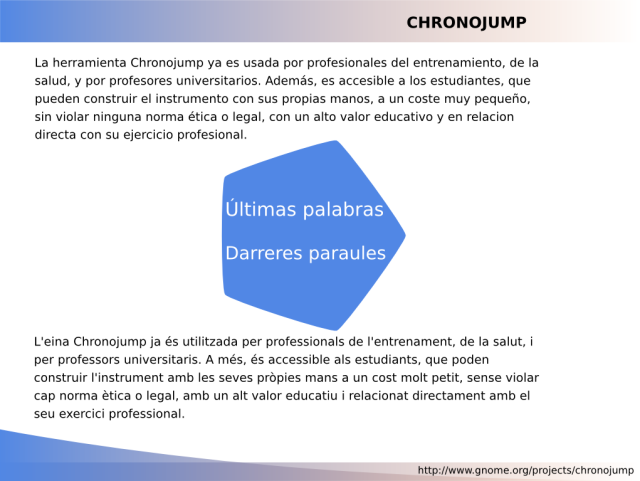 CHRONOJUMP
La herramienta Chronojump ya es usada por profesionales del entrenamiento, de la
salud, y por profesores universitarios. Además, es accesible a los estudiantes, que
pueden construir el instrumento con sus propias manos, a un coste muy pequeño,
sin violar ninguna norma ética o legal, con un alto valor educativo y en relacion
directa con su ejercicio profesional.
Últimas palabras
Darreres paraules
L'eina Chronojump ja és utilitzada per professionals de l'entrenament, de la salut, i
per professors universitaris. A més, és accessible als estudiants, que poden
construir l'instrument amb les seves pròpies mans a un cost molt petit, sense violar
cap norma ètica o legal, amb un alt valor educatiu i relacionat directament amb el
seu exercici professional.
http://www.gnome.org/projects/chronojump